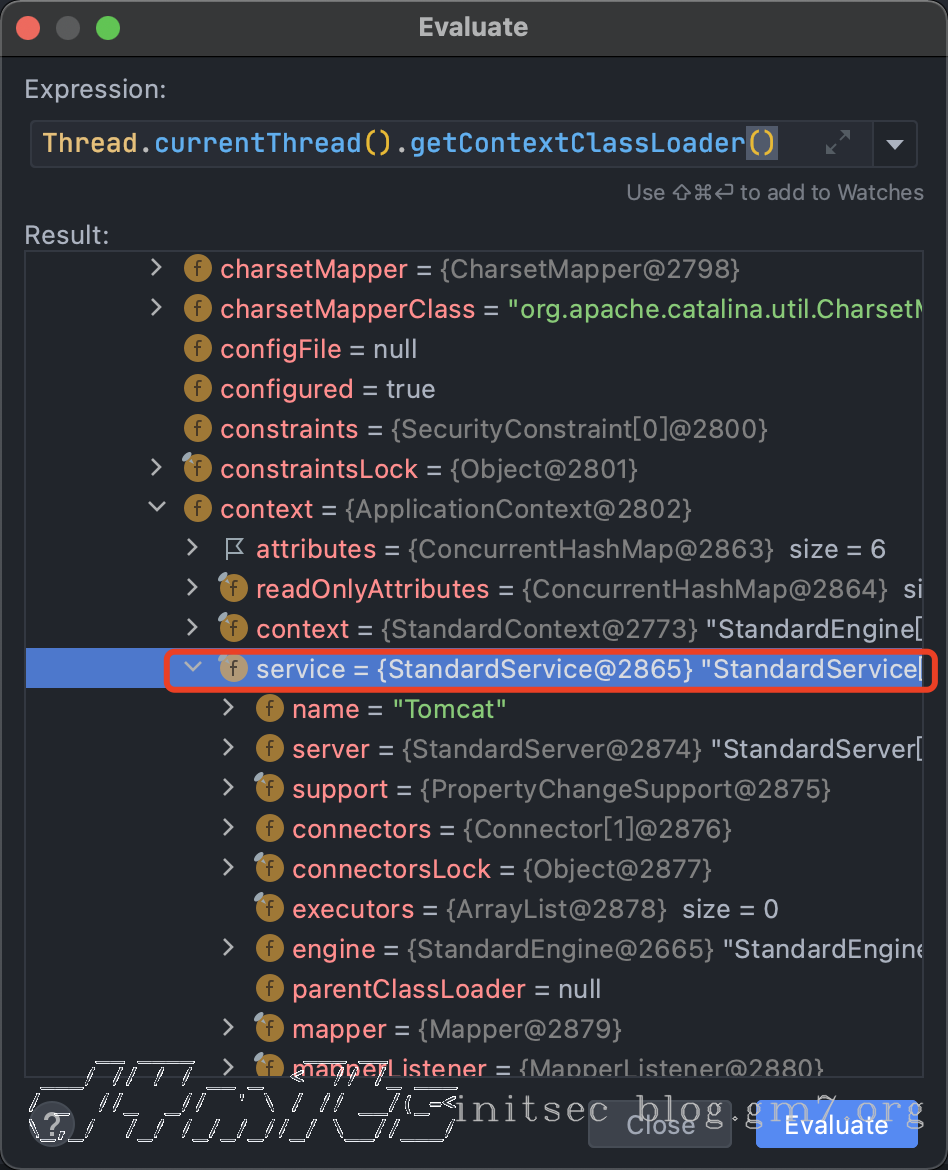 Evaluate
Expression:
Thread.currentThread().getContextClassLoader()
Use ⇧⌘⏎ to add to Watches
Result:
charsetMapper = {CharsetMapper@2798}
charsetMapperClass = "org.apache.catalina.util.CharsetM
configFile = null
configured = true
constraints = {SecurityConstraint[0]@2800}
constraintsLock = {Object@2801}
context = {ApplicationContext@2802}
attributes = {ConcurrentHashMap@2863} size = 6
readOnlyAttributes = {ConcurrentHashMap@2864} si
context = {StandardContext@2773} "StandardEngine[
service = {StandardService@2865} "StandardService[
name = "Tomcat"
server = {StandardServer@2874} "StandardServer[
support = {PropertyChangeSupport@2875}
connectors = {Connector[1]@2876}
connectorsLock = {Object@2877}
executors = {ArrayList@2878} size = 0
engine = {StandardEngine@2665} "StandardEngine
parentClassLoader = null
mapper = {Mapper@2879}
mapperListener = {MapperListener@2880}
initsec blog.gm7.org
? Close Evaluate